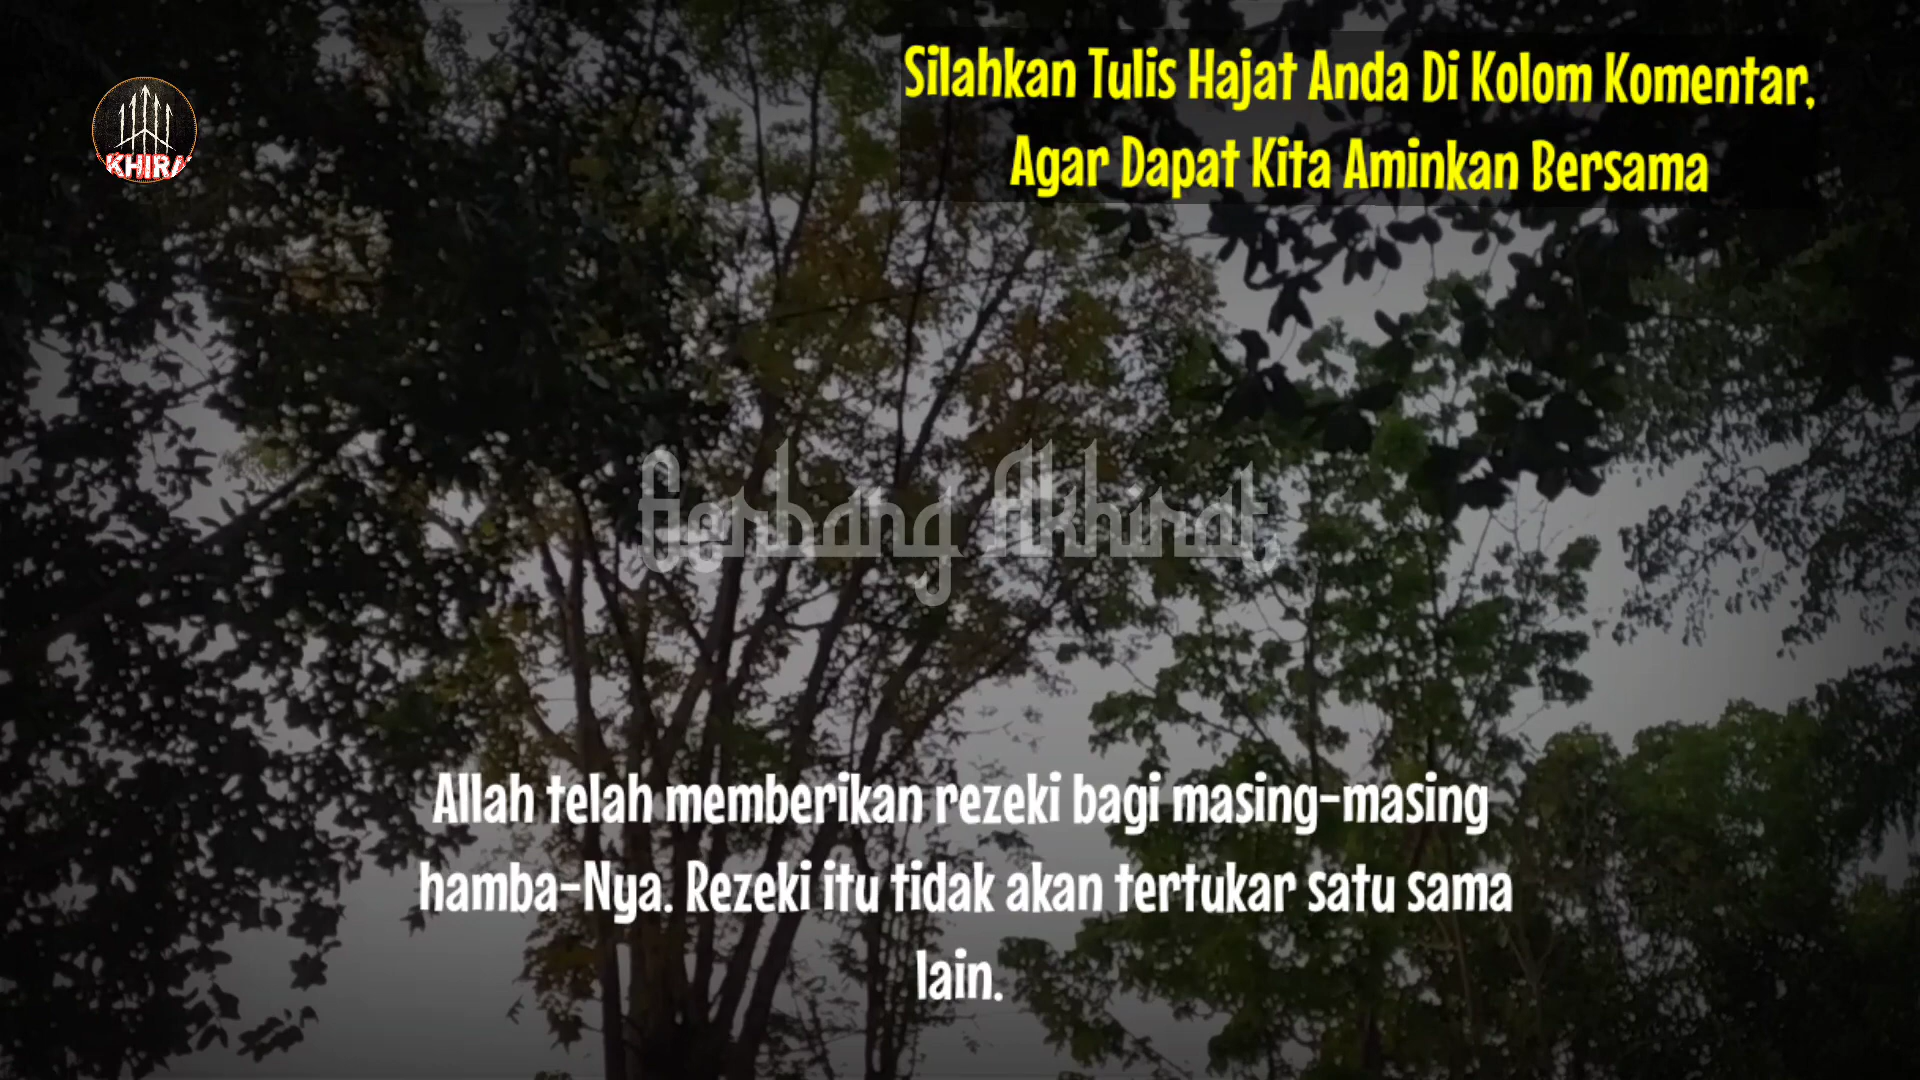 Silahkan Tulis Hajat Anda Di Kolom Komentar,
Agar Dapat Kita Aminkan Bersama
KHIRA
Gerbang Akhirat
Allah telah memberikan rezeki bagi masing-masing
hamba-Nya. Rezeki itu tidak akan tertukar satu sama
lain.